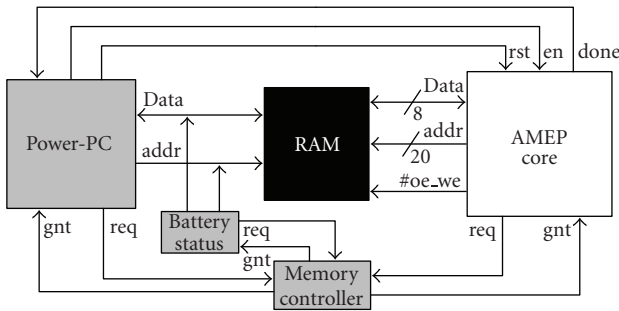 rst en done
Data
Data
8
Power-PC
RAM
AMEP
core
addr
addr
20
#oe_we
gnt
req
Battery
status
req
gnt
req
gnt
Memory
controller